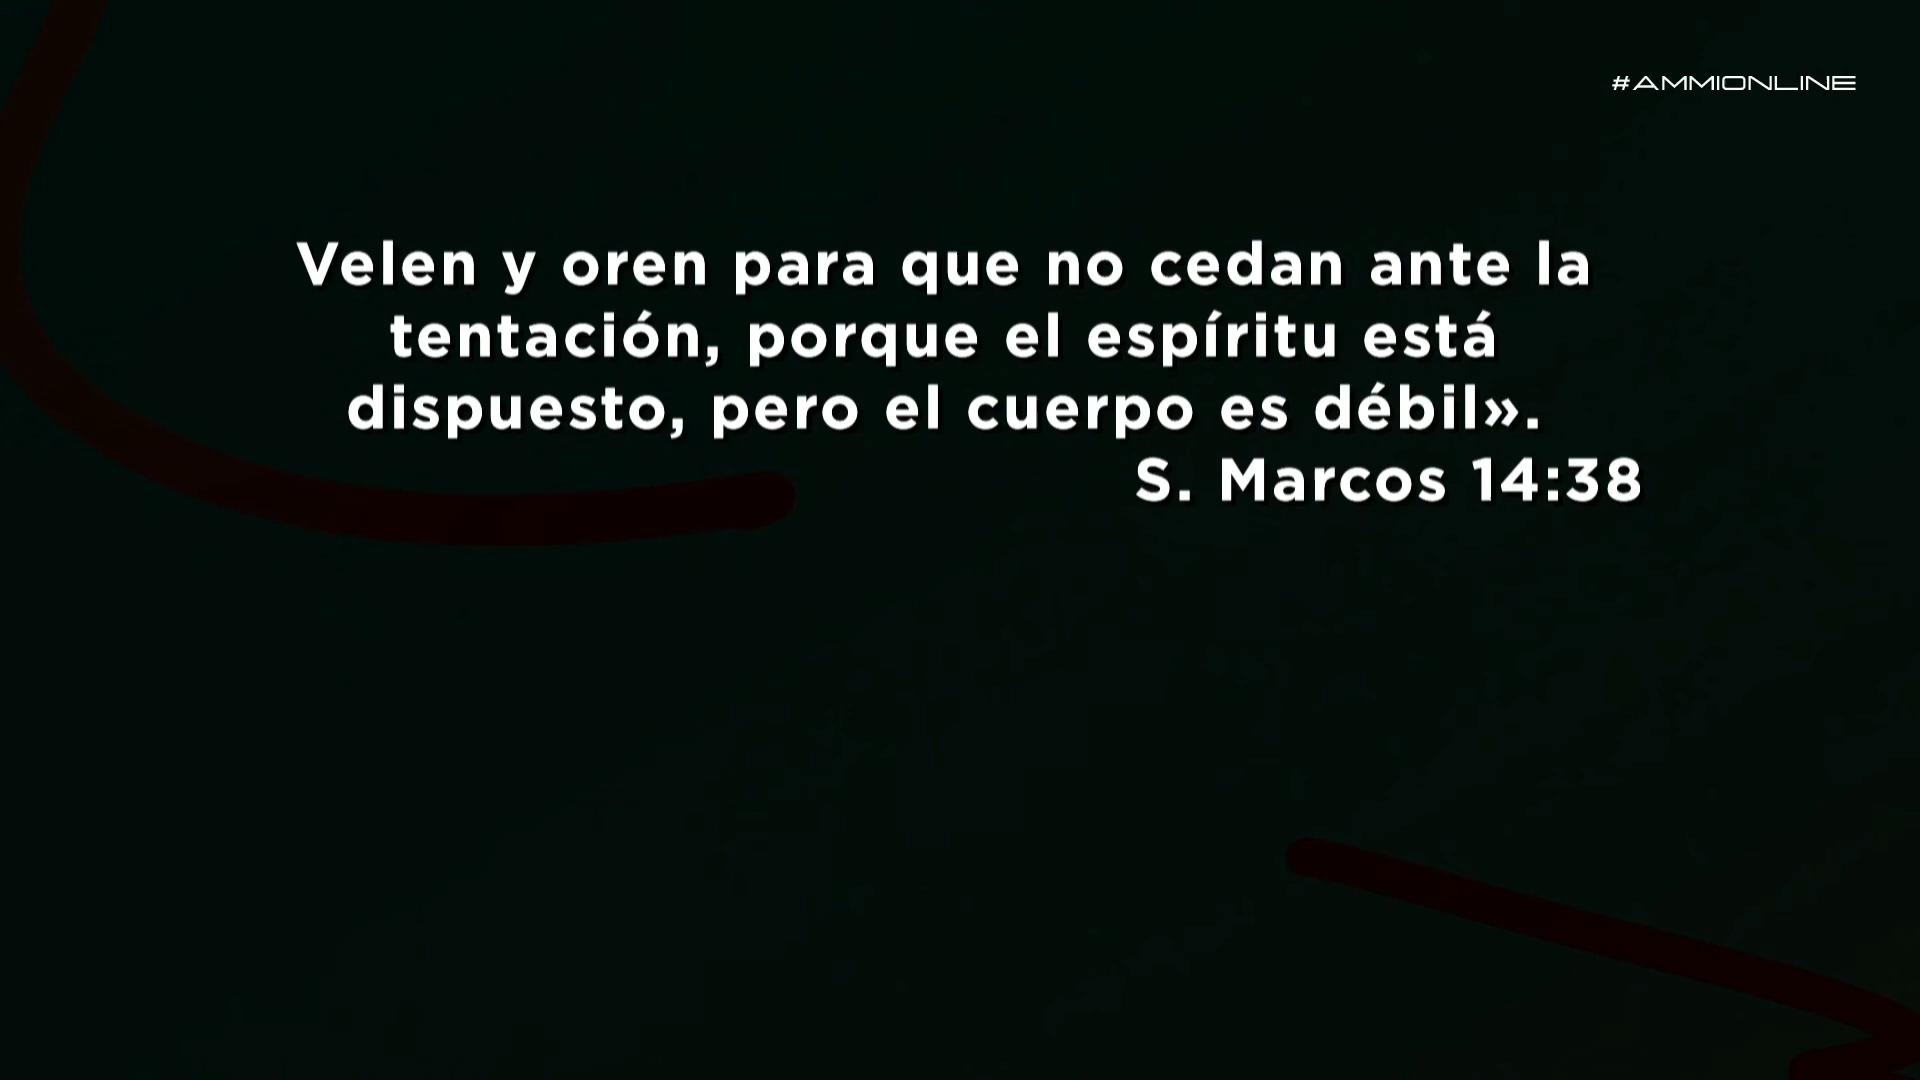 #AMMIONLINE
Velen y oren para que no cedan ante la
tentación, porque el espíritu está
dispuesto, pero el cuerpo es débil».
S. Marcos 14:38